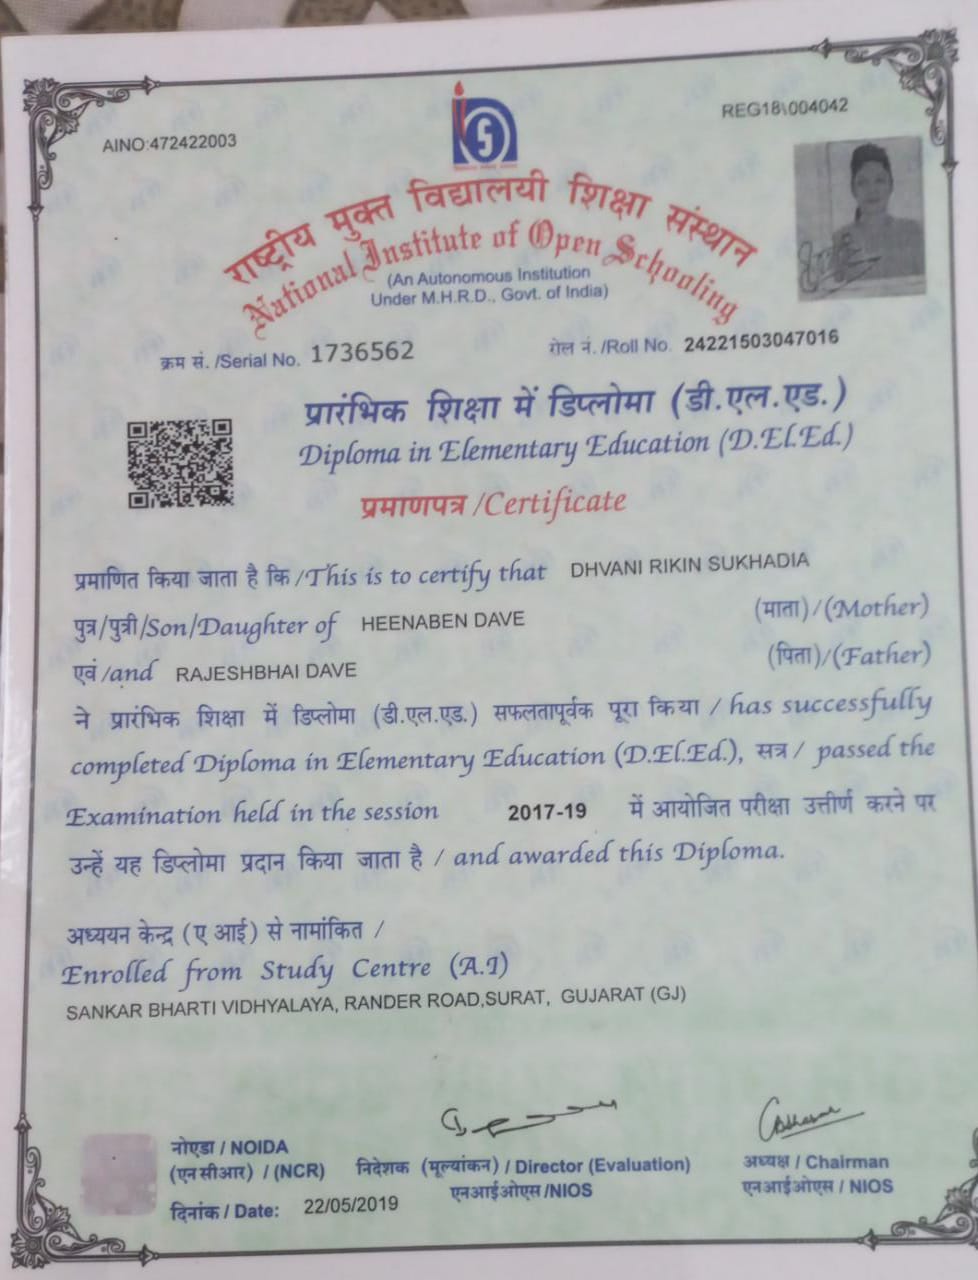 AINO:472422003
REG18\004042
राष्ट्रीय मुक्त विद्यालयी शिक्षा संस्थान
National Institute of Open Schooling
(An Autonomous Institution
Under M.H.R.D., Govt. of India)
क्रम सं. /Serial No. 1736562
रोल नं. /Roll No. 24221503047016
प्रारंभिक शिक्षा में डिप्लोमा (डी.एल.एड.)
Diploma in Elementary Education (D.El.Ed.)
प्रमाणपत्र /Certificate
प्रमाणित किया जाता है कि /This is to certify that DHVANI RIKIN SUKHADIA
पुत्र/पुत्री/Son/Daughter of HEENABEN DAVE (माता)/(Mother)
एवं /and RAJESHBHAI DAVE (पिता)/(Father)
ने प्रारंभिक शिक्षा में डिप्लोमा (डी.एल.एड.) सफलतापूर्वक पूरा किया / has successfully
completed Diploma in Elementary Education (D.El.Ed.), सत्र / passed the
Examination held in the session 2017-19 में आयोजित परीक्षा उत्तीर्ण करने पर
उन्हें यह डिप्लोमा प्रदान किया जाता है / and awarded this Diploma.
अध्ययन केन्द्र (ए आई) से नामांकित /
Enrolled from Study Centre (A.I)
SANKAR BHARTI VIDHYALAYA, RANDER ROAD,SURAT, GUJARAT (GJ)
नोएडा / NOIDA
(एनसीआर) / (NCR)
दिनांक / Date: 22/05/2019
निदेशक (मूल्यांकन) / Director (Evaluation)
एनआईओएस /NIOS
अध्यक्ष / Chairman
एनआईओएस / NIOS